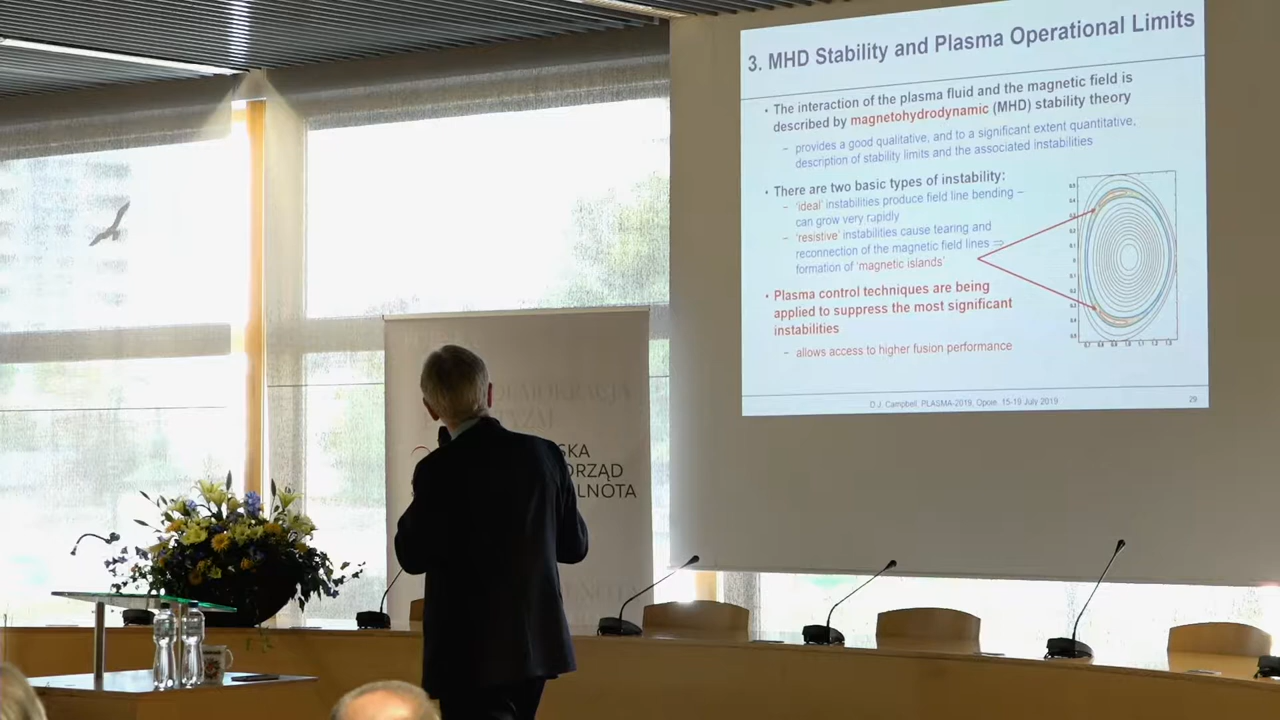 3. MHD Stability and Plasma Operational Limits
• The interaction of the plasma fluid and the magnetic field is
described by magnetohydrodynamic (MHD) stability theory
– provides a good qualitative, and to a significant extent quantitative,
description of stability limits and the associated instabilities
• There are two basic types of instability:
– 'ideal' instabilities produce field line bending –
can grow very rapidly
– 'resistive' instabilities cause tearing and
reconnection of the magnetic field lines ⇒
formation of 'magnetic islands'
• Plasma control techniques are being
applied to suppress the most significant
instabilities
– allows access to higher fusion performance
D J Campbell, PLASMA-2019, Opole, 15-19 July 2019
29
SKA
ORZĄD
LNOTA